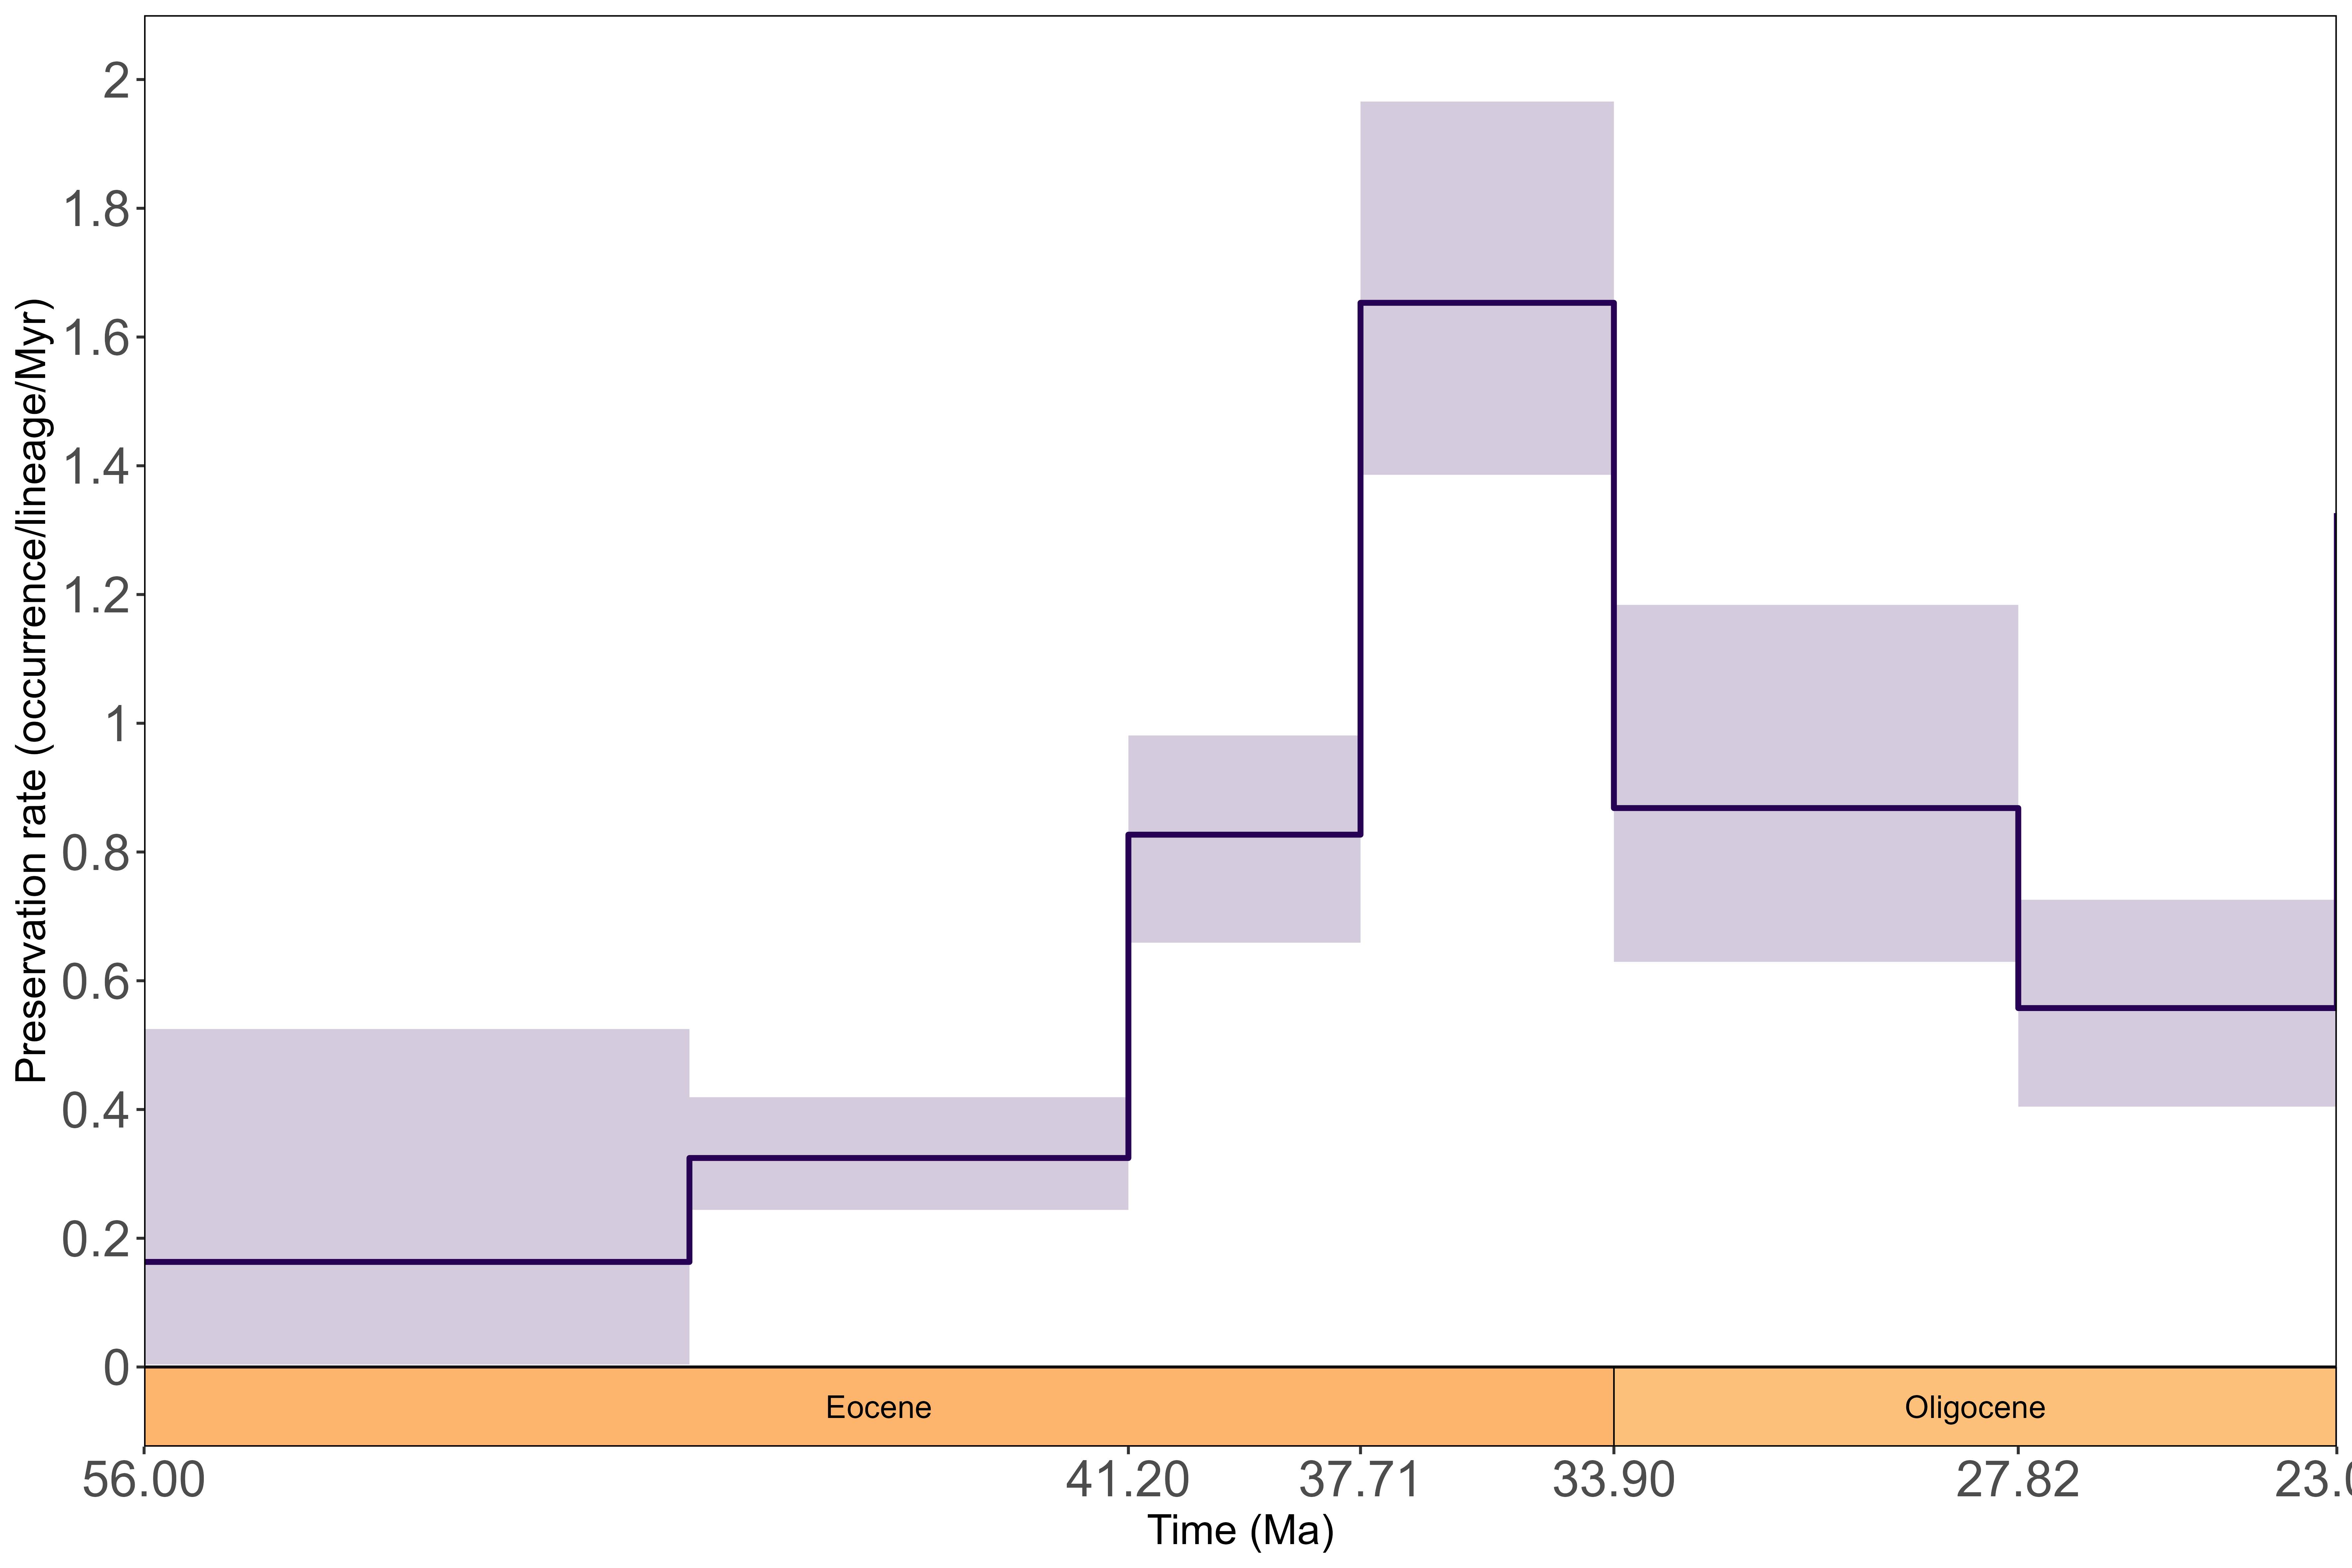 Preservation rate (occurrence/lineage/Myr)
2
1.8
1.6
1.4
1.2
1
0.8
0.6
0.4
0.2
0
Eocene Oligocene
56.00 41.20 37.71 33.90 27.82 23.0
Time (Ma)